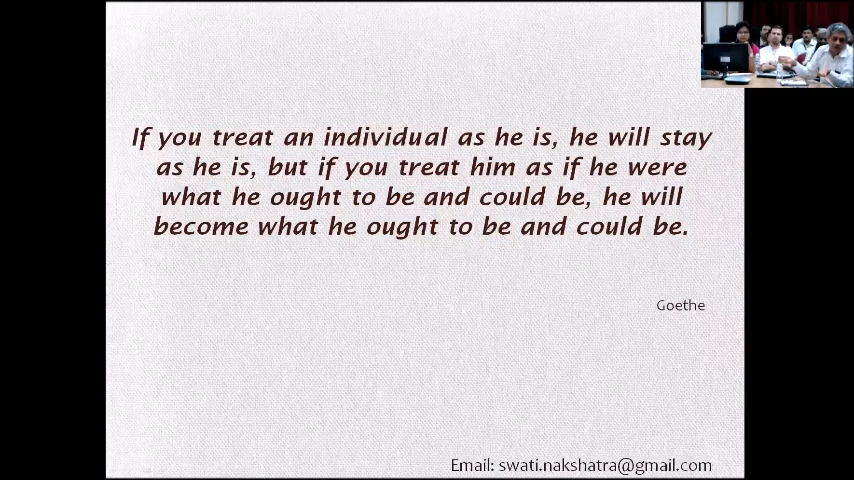 If you treat an individual as he is, he will stay
as he is, but if you treat him as if he were
what he ought to be and could be, he will
become what he ought to be and could be.
Goethe
Email: swati.nakshatra@gmail.com